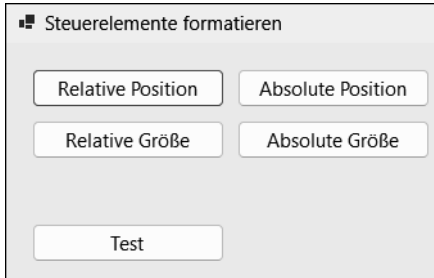 Steuerelemente formatieren
Relative Position Absolute Position
Relative Größe Absolute Größe
Test